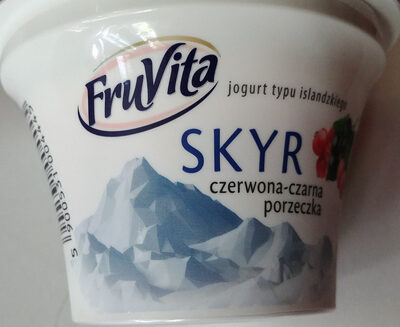 FruVita
jogurt typu islandzkiego
SKYR
czerwona-czarna
porzeczka